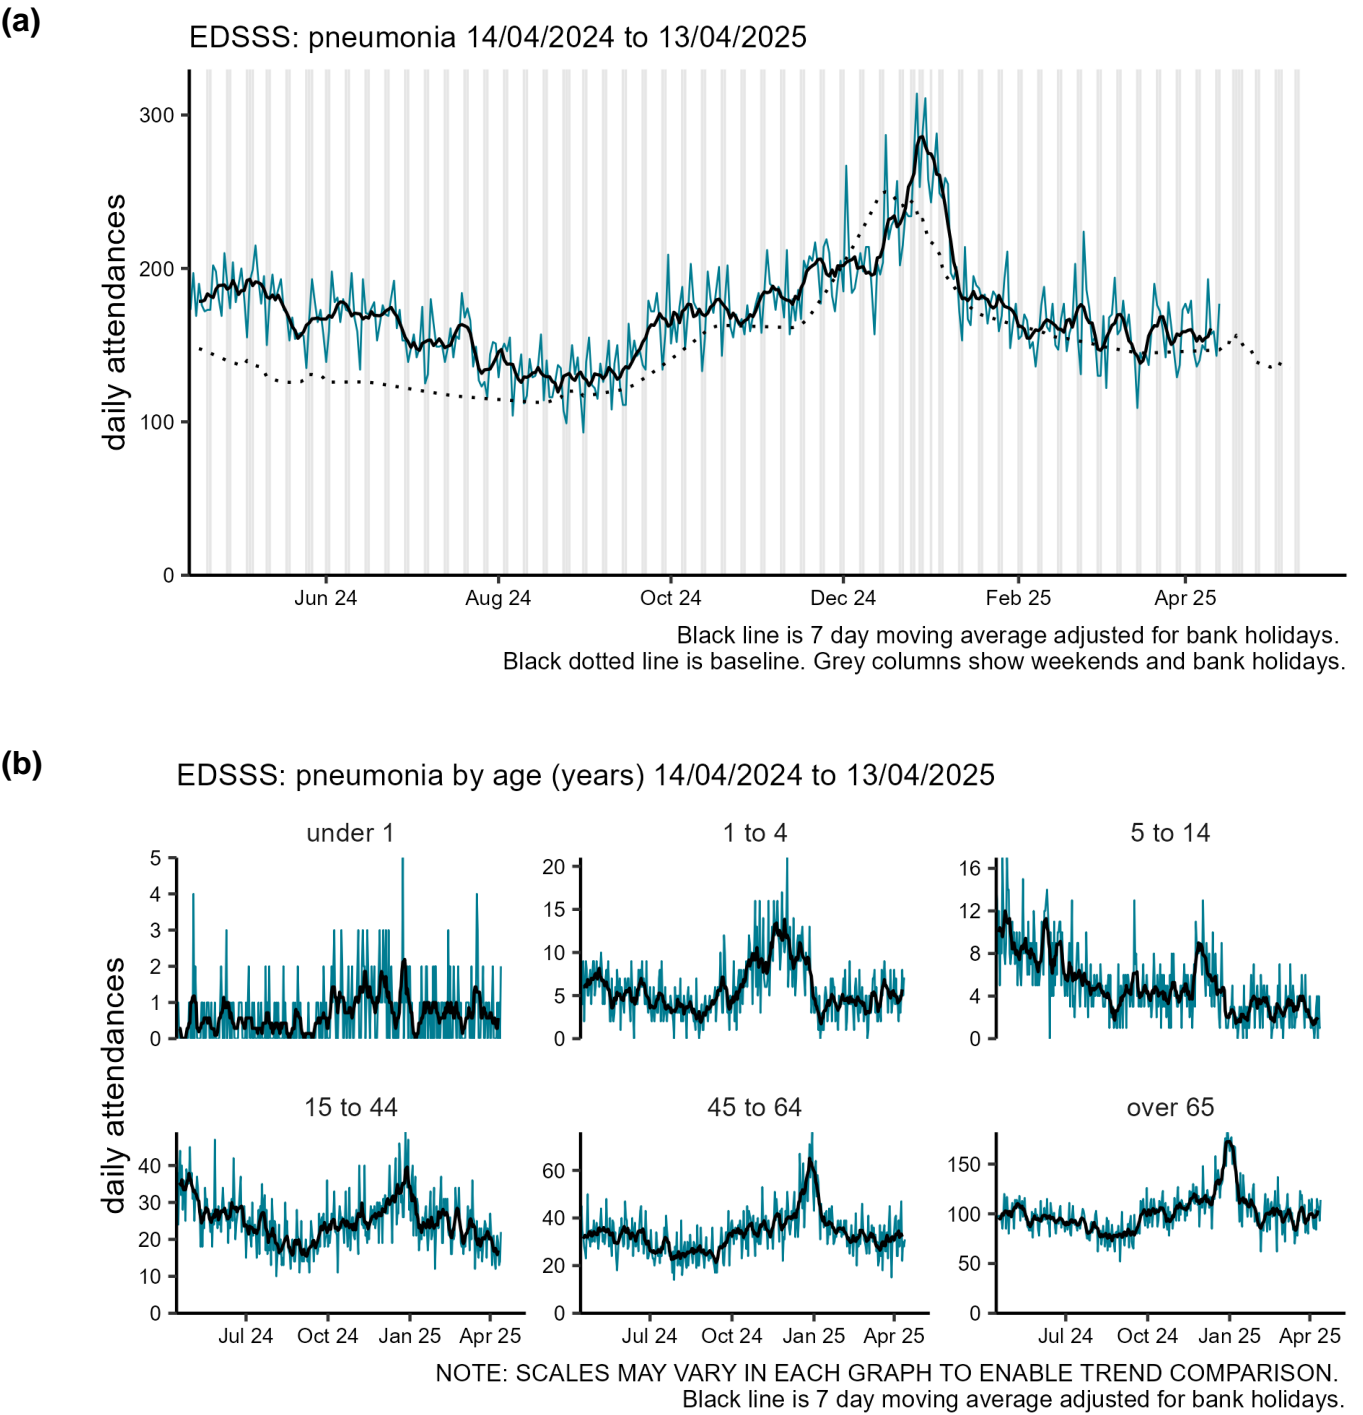 (a)
EDSSS: pneumonia 14/04/2024 to 13/04/2025
daily attendances
300
200
100
0
Jun 24 Aug 24 Oct 24 Dec 24 Feb 25 Apr 25
Black line is 7 day moving average adjusted for bank holidays.
Black dotted line is baseline. Grey columns show weekends and bank holidays.
(b)
EDSSS: pneumonia by age (years) 14/04/2024 to 13/04/2025
daily attendances
under 1
5
4
3
2
1
0
1 to 4
20
15
10
5
0
5 to 14
16
12
8
4
0
15 to 44
40
30
20
10
0
Jul 24 Oct 24 Jan 25 Apr 25
45 to 64
60
40
20
0
Jul 24 Oct 24 Jan 25 Apr 25
over 65
150
100
50
0
Jul 24 Oct 24 Jan 25 Apr 25
NOTE: SCALES MAY VARY IN EACH GRAPH TO ENABLE TREND COMPARISON.
Black line is 7 day moving average adjusted for bank holidays.